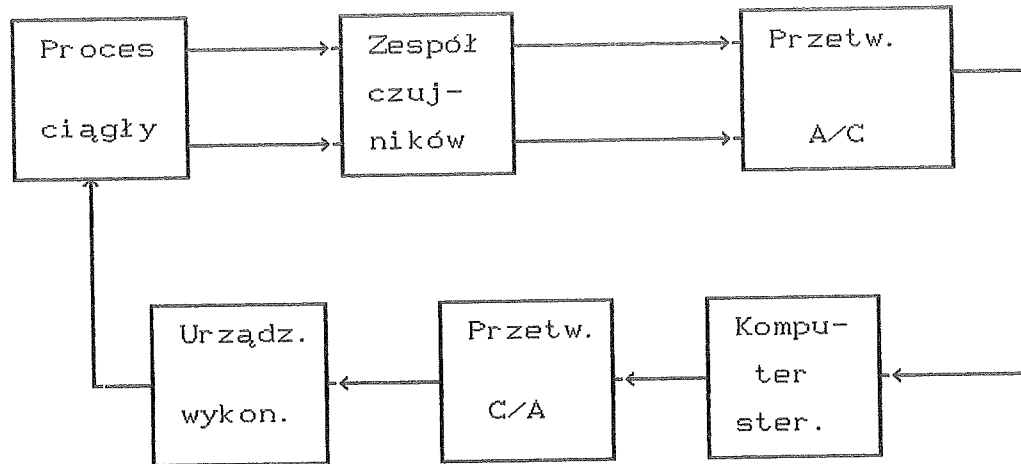 Proces
ciągły
Zespół
czuj-
ników
Przetw.
A/C
Urządz.
wykon.
Przetw.
C/A
Kompu-
ter
ster.